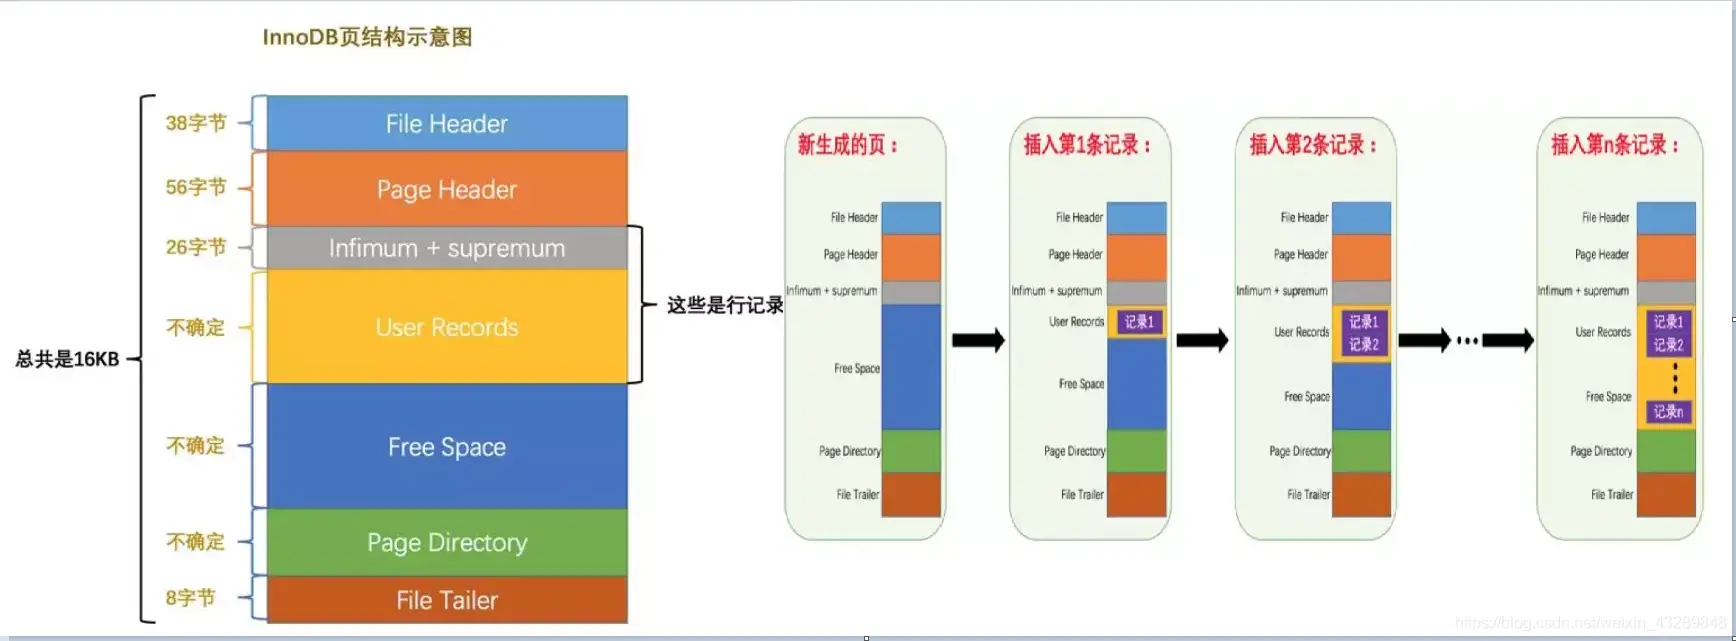 InnoDB页结构示意图
总共是16KB
38字节
File Header
56字节
Page Header
26字节
Infimum + supremum
不确定
User Records
不确定
Free Space
不确定
Page Directory
8字节
File Tailer
这些是行记录
新生成的页：
File Header
Page Header
Infimum + supremum
Free Space
Page Directory
File Trailer
插入第1条记录：
File Header
Page Header
Infimum + supremum
User Records
记录1
Free Space
Page Directory
File Trailer
插入第2条记录：
File Header
Page Header
Infimum + supremum
User Records
记录1
记录2
Free Space
Page Directory
File Trailer
插入第n条记录：
File Header
Page Header
Infimum + supremum
User Records
记录1
记录2
Free Space
记录n
Page Directory
File Trailer
https://blog.csdn.net/weixin_43289848